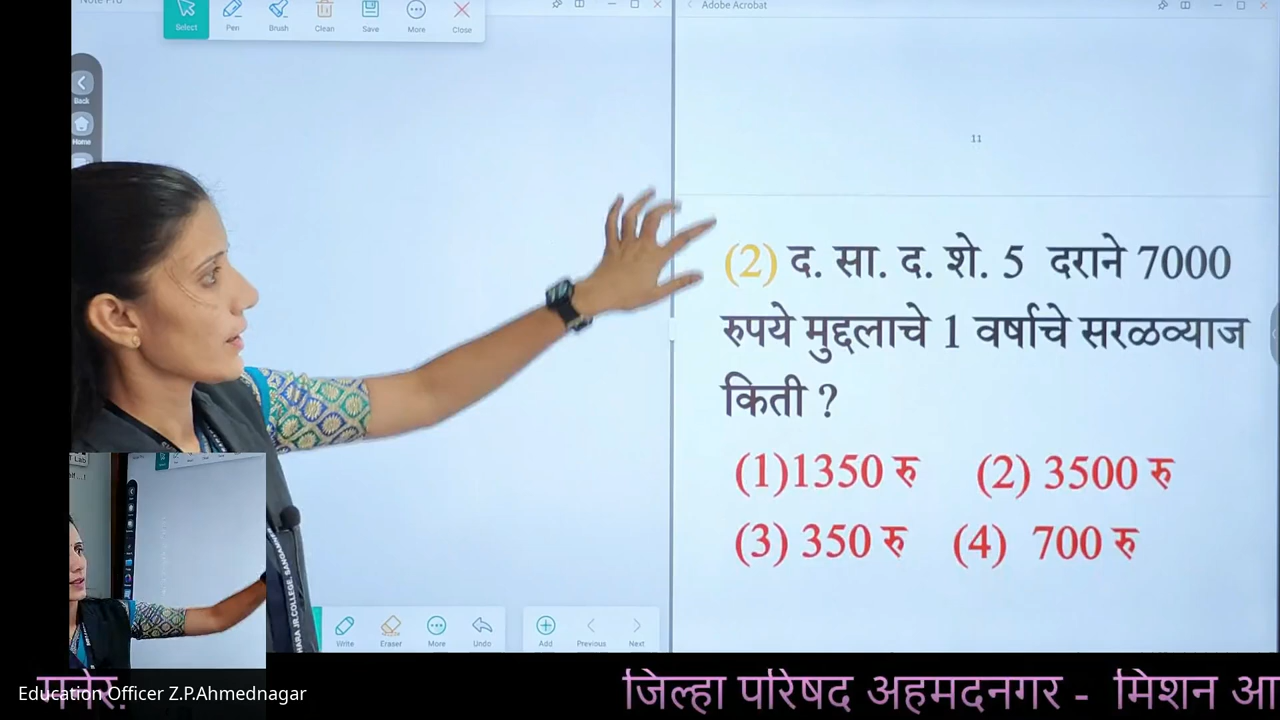 Note Pro
Adobe Acrobat
Select
Pen
Brush
Clean
Save
More
Close
Back
Home
11
(2) द. सा. द. शे. 5 दराने 7000
रुपये मुद्दलाचे 1 वर्षाचे सरळव्याज
किती ?
(1)1350 रु (2) 3500 रु
(3) 350 रु (4) 700 रु
Write
Eraser
More
Undo
Add
Previous
Next
Education Officer Z.P.Ahmednagar
जिल्हा परिषद अहमदनगर - मिशन आ